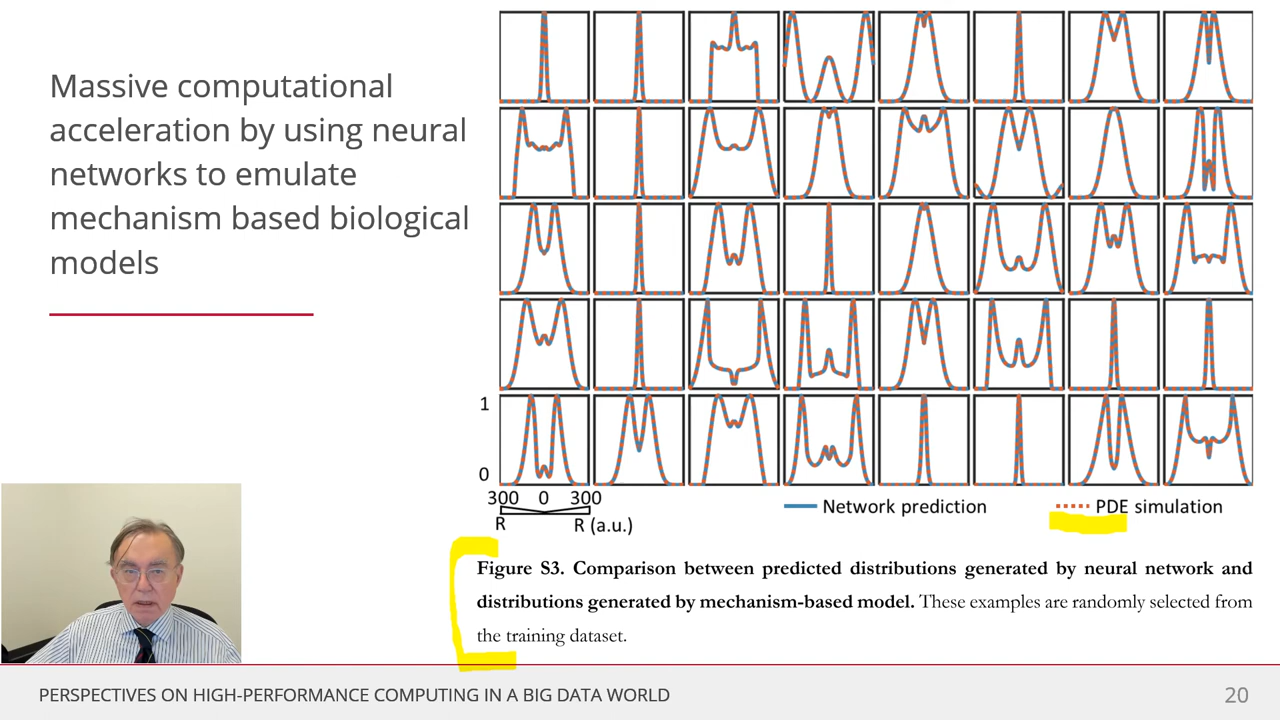 Massive computational
acceleration by using neural
networks to emulate
mechanism based biological
models
1
0
300 0 300
R R (a.u.)
Network prediction PDE simulation
Figure S3. Comparison between predicted distributions generated by neural network and
distributions generated by mechanism-based model. These examples are randomly selected from
the training dataset.
PERSPECTIVES ON HIGH-PERFORMANCE COMPUTING IN A BIG DATA WORLD 20